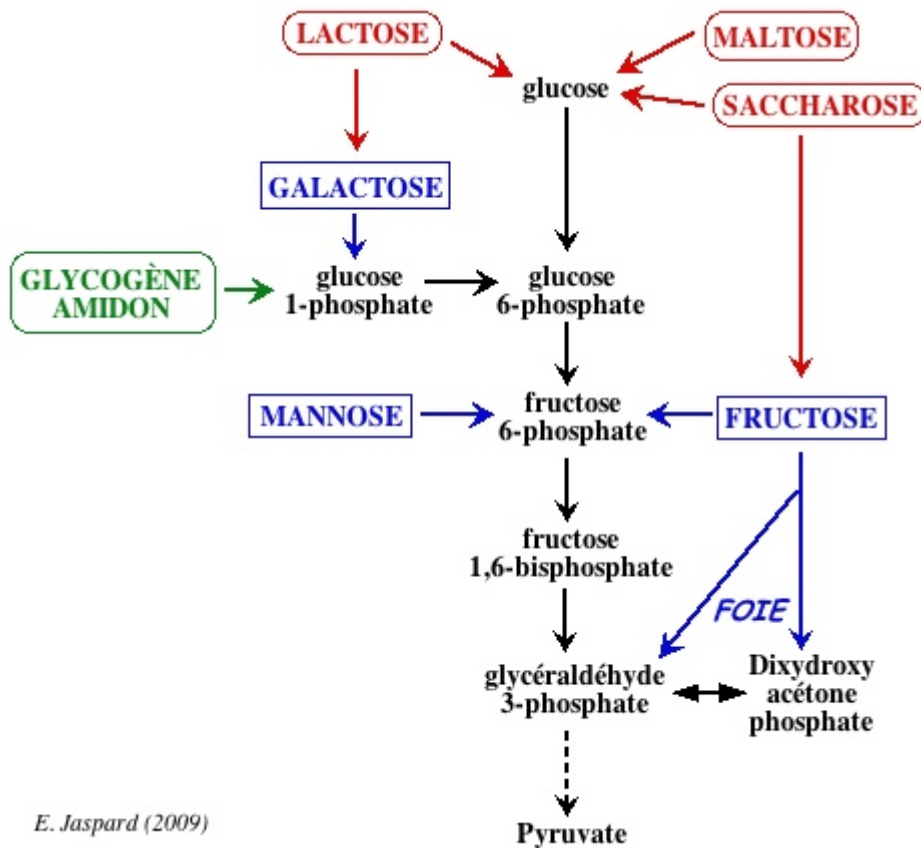 LACTOSE
MALTOSE
glucose
SACCHAROSE
GALACTOSE
GLYCOGÈNE
AMIDON
glucose
1-phosphate
glucose
6-phosphate
MANNOSE
fructose
6-phosphate
FRUCTOSE
fructose
1,6-bisphosphate
FOIE
glycéraldéhyde
3-phosphate
Dixydroxy
acétone
phosphate
E. Jaspard (2009)
Pyruvate